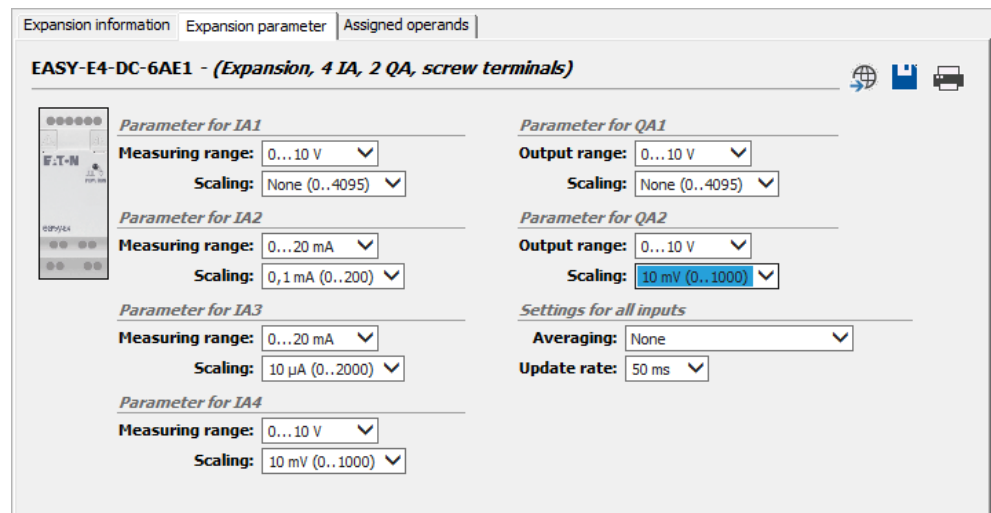 Expansion information Expansion parameter Assigned operands
EASY-E4-DC-6AE1 - (Expansion, 4 IA, 2 QA, screw terminals)
E.T-N
easyE4
Parameter for IA1
Measuring range: 0...10 V
Scaling: None (0..4095)
Parameter for IA2
Measuring range: 0...20 mA
Scaling: 0,1 mA (0..200)
Parameter for IA3
Measuring range: 0...20 mA
Scaling: 10 µA (0..2000)
Parameter for IA4
Measuring range: 0...10 V
Scaling: 10 mV (0..1000)
Parameter for QA1
Output range: 0...10 V
Scaling: None (0..4095)
Parameter for QA2
Output range: 0...10 V
Scaling: 10 mV (0..1000)
Settings for all inputs
Averaging: None
Update rate: 50 ms